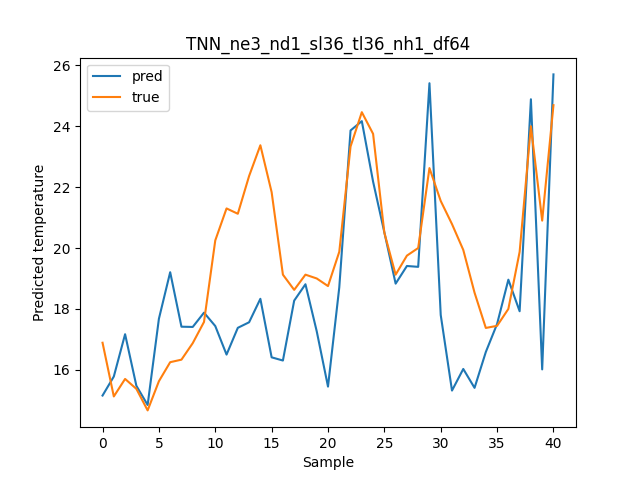 TNN_ne3_nd1_sl36_tl36_nh1_df64
pred
true
Predicted temperature
26
24
22
20
18
16
0 5 10 15 20 25 30 35 40
Sample